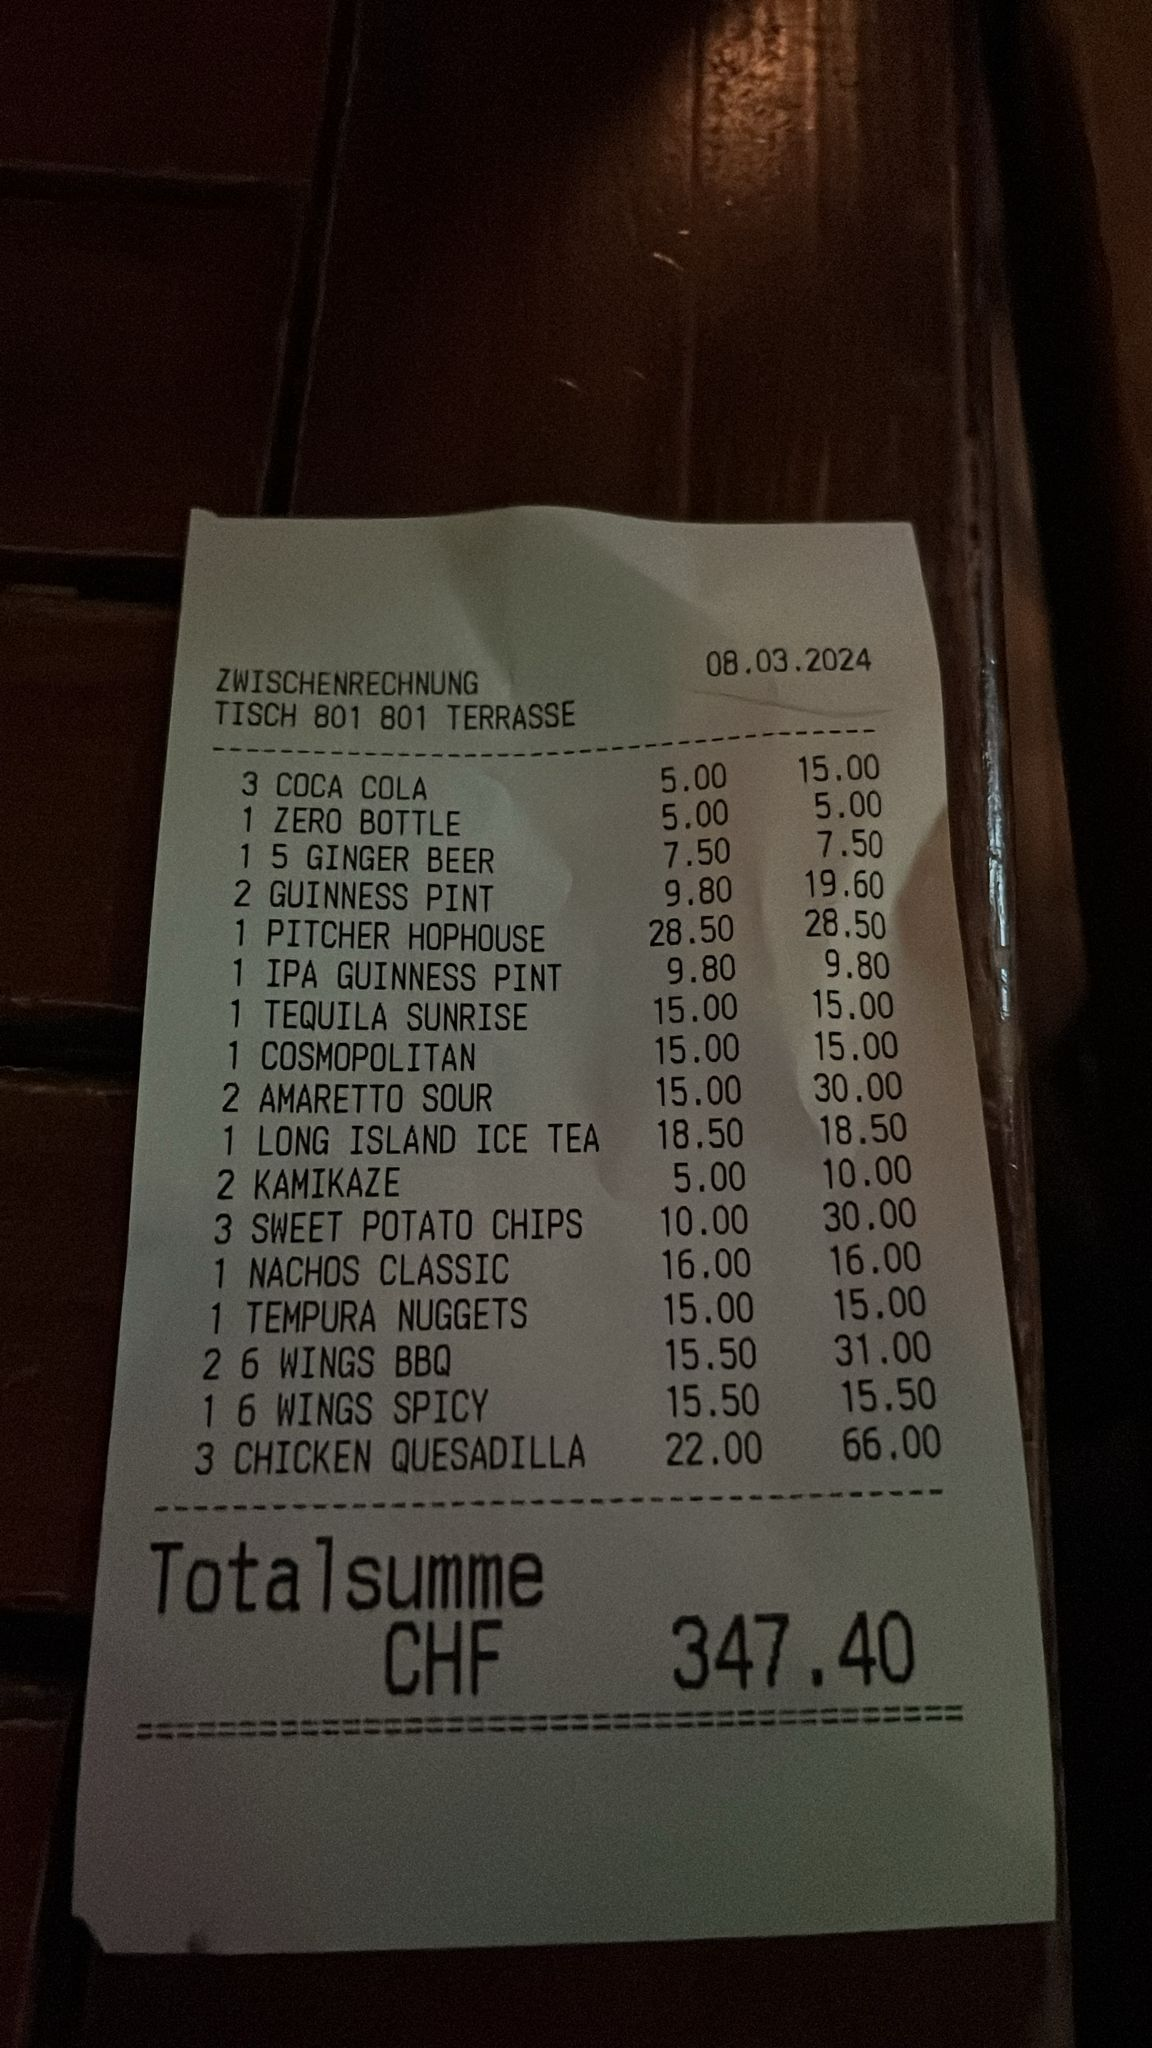 08.03.2024
ZWISCHENRECHNUNG
TISCH 801 801 TERRASSE
3 COCA COLA 5.00 15.00
1 ZERO BOTTLE 5.00 5.00
1 5 GINGER BEER 7.50 7.50
2 GUINNESS PINT 9.80 19.60
1 PITCHER HOPHOUSE 28.50 28.50
1 IPA GUINNESS PINT 9.80 9.80
1 TEQUILA SUNRISE 15.00 15.00
1 COSMOPOLITAN 15.00 15.00
2 AMARETTO SOUR 15.00 30.00
1 LONG ISLAND ICE TEA 18.50 18.50
2 KAMIKAZE 5.00 10.00
3 SWEET POTATO CHIPS 10.00 30.00
1 NACHOS CLASSIC 16.00 16.00
1 TEMPURA NUGGETS 15.00 15.00
2 6 WINGS BBQ 15.50 31.00
1 6 WINGS SPICY 15.50 15.50
3 CHICKEN QUESADILLA 22.00 66.00
Totalsumme
CHF 347.40